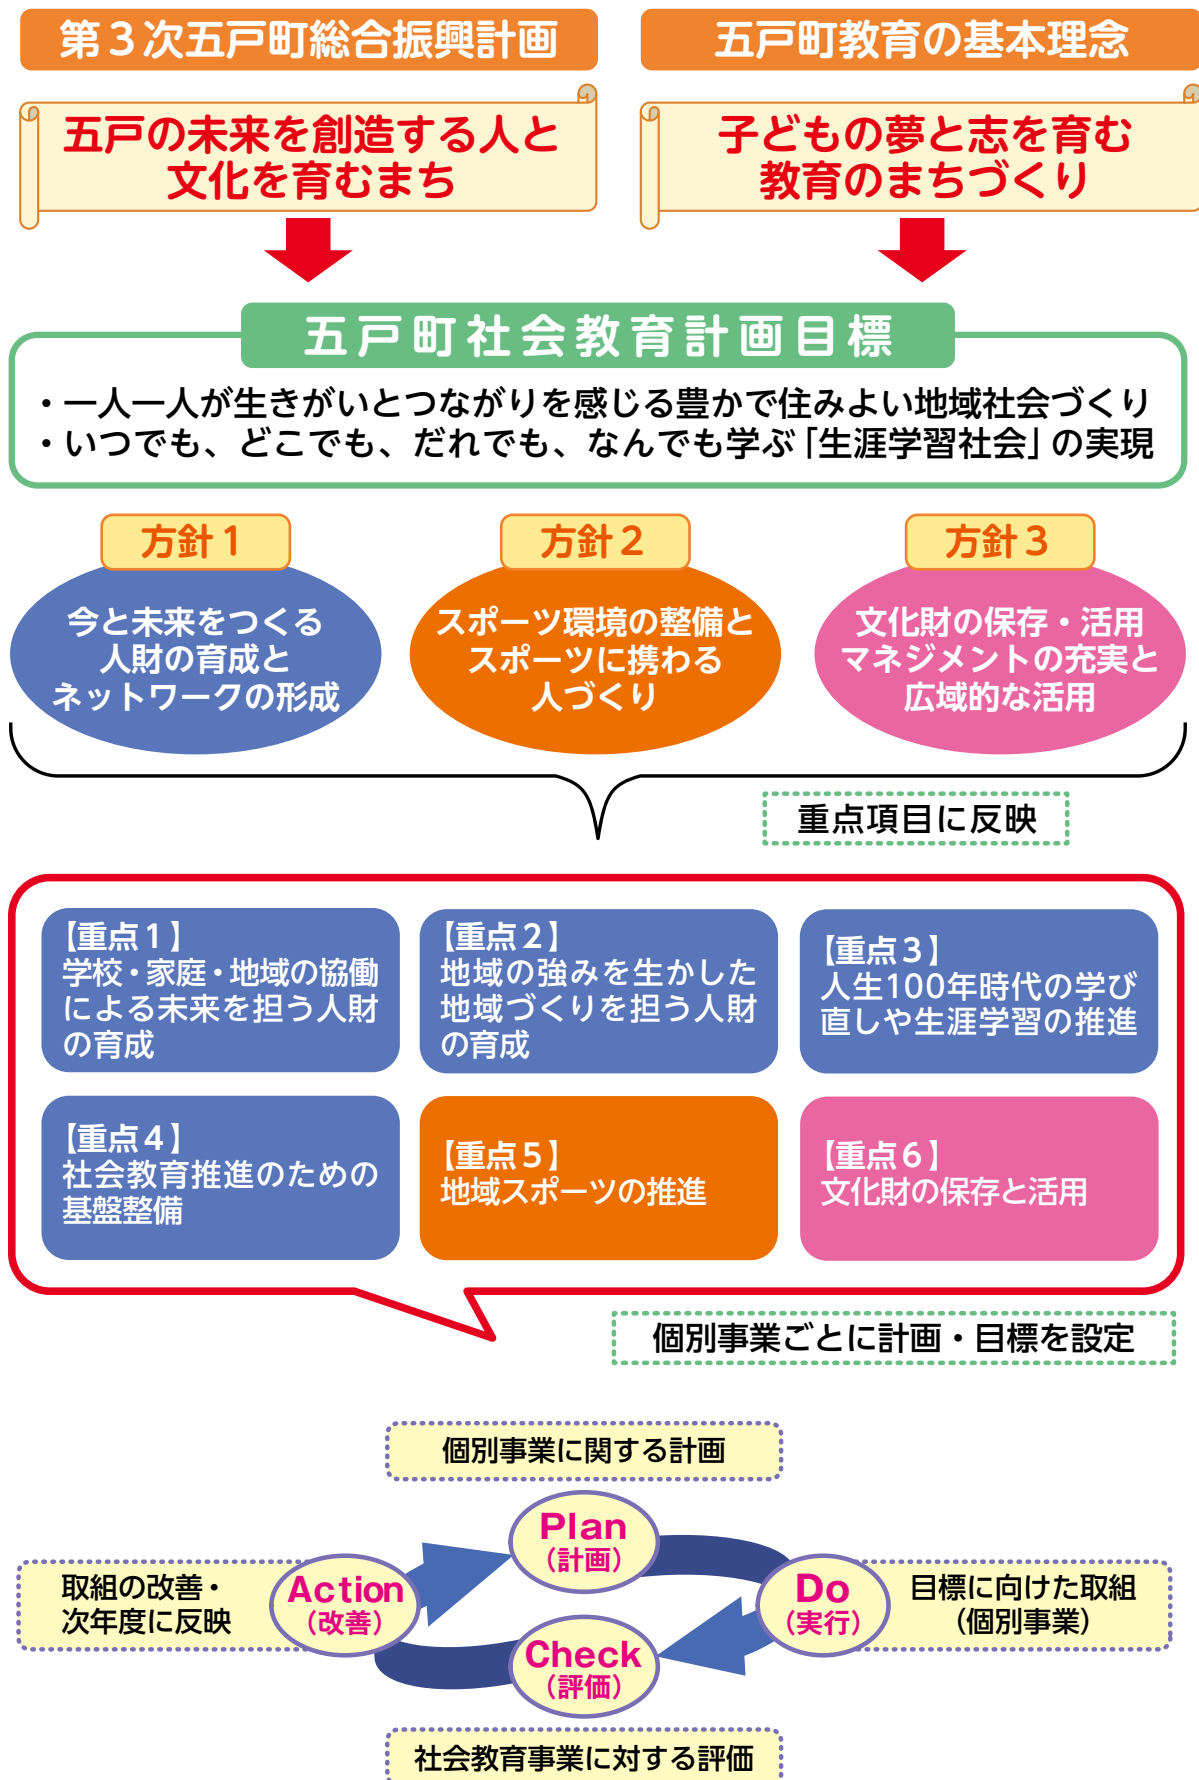 第3次五戸町総合振興計画
五戸の未来を創造する人と
文化を育むまち
五戸町教育の基本理念
子どもの夢と志を育む
教育のまちづくり
五戸町社会教育計画目標
・一人一人が生きがいとつながりを感じる豊かで住みよい地域社会づくり
・いつでも、どこでも、だれでも、なんでも学ぶ「生涯学習社会」の実現
方針1
今と未来をつくる
人財の育成と
ネットワークの形成
方針2
スポーツ環境の整備と
スポーツに携わる
人づくり
方針3
文化財の保存・活用
マネジメントの充実と
広域的な活用
重点項目に反映
【重点1】
学校・家庭・地域の協働
による未来を担う人財
の育成
【重点2】
地域の強みを生かした
地域づくりを担う人財
の育成
【重点3】
人生100年時代の学び
直しや生涯学習の推進
【重点4】
社会教育推進のための
基盤整備
【重点5】
地域スポーツの推進
【重点6】
文化財の保存と活用
個別事業ごとに計画・目標を設定
個別事業に関する計画
Plan
(計画)
取組の改善・
次年度に反映
Action
(改善)
Do
(実行)
目標に向けた取組
(個別事業)
Check
(評価)
社会教育事業に対する評価